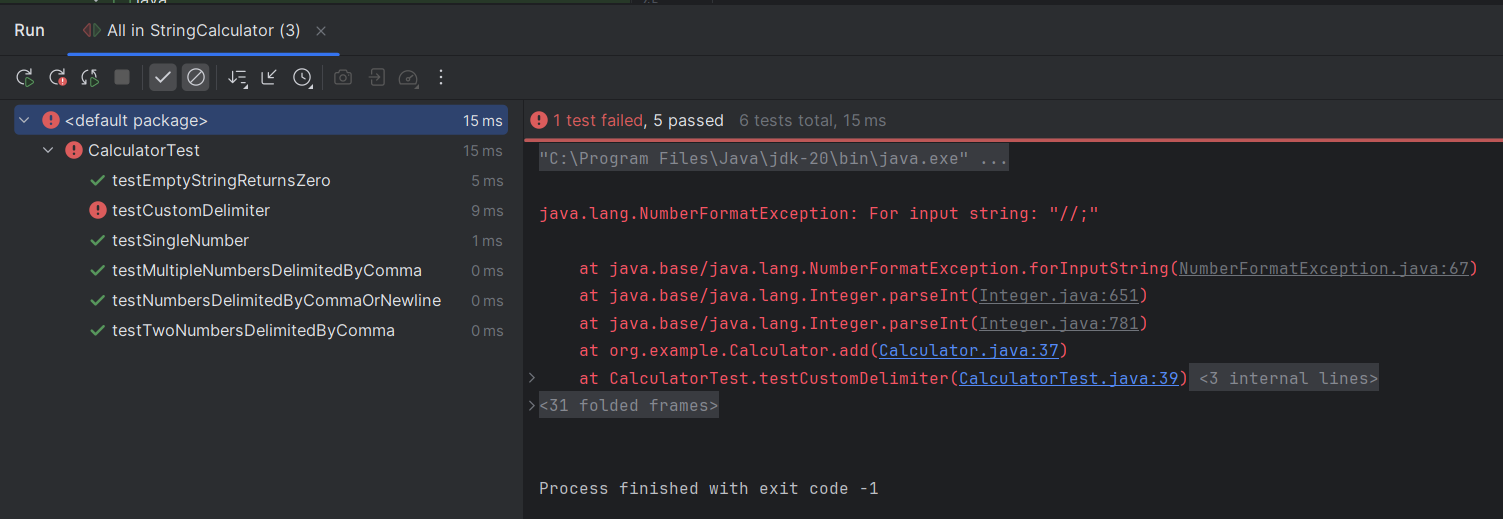 Java
45
Run All in StringCalculator (3)
<default package> 15 ms
CalculatorTest 15 ms
testEmptyStringReturnsZero 5 ms
testCustomDelimiter 9 ms
testSingleNumber 1 ms
testMultipleNumbersDelimitedByComma 0 ms
testNumbersDelimitedByCommaOrNewline 0 ms
testTwoNumbersDelimitedByComma 0 ms
1 test failed, 5 passed 6 tests total, 15 ms
"C:\Program Files\Java\jdk-20\bin\java.exe" ...
java.lang.NumberFormatException: For input string: "//;"
at java.base/java.lang.NumberFormatException.forInputString(NumberFormatException.java:67)
at java.base/java.lang.Integer.parseInt(Integer.java:651)
at java.base/java.lang.Integer.parseInt(Integer.java:781)
at org.example.Calculator.add(Calculator.java:37)
at CalculatorTest.testCustomDelimiter(CalculatorTest.java:39) <3 internal lines>
<31 folded frames>
Process finished with exit code -1